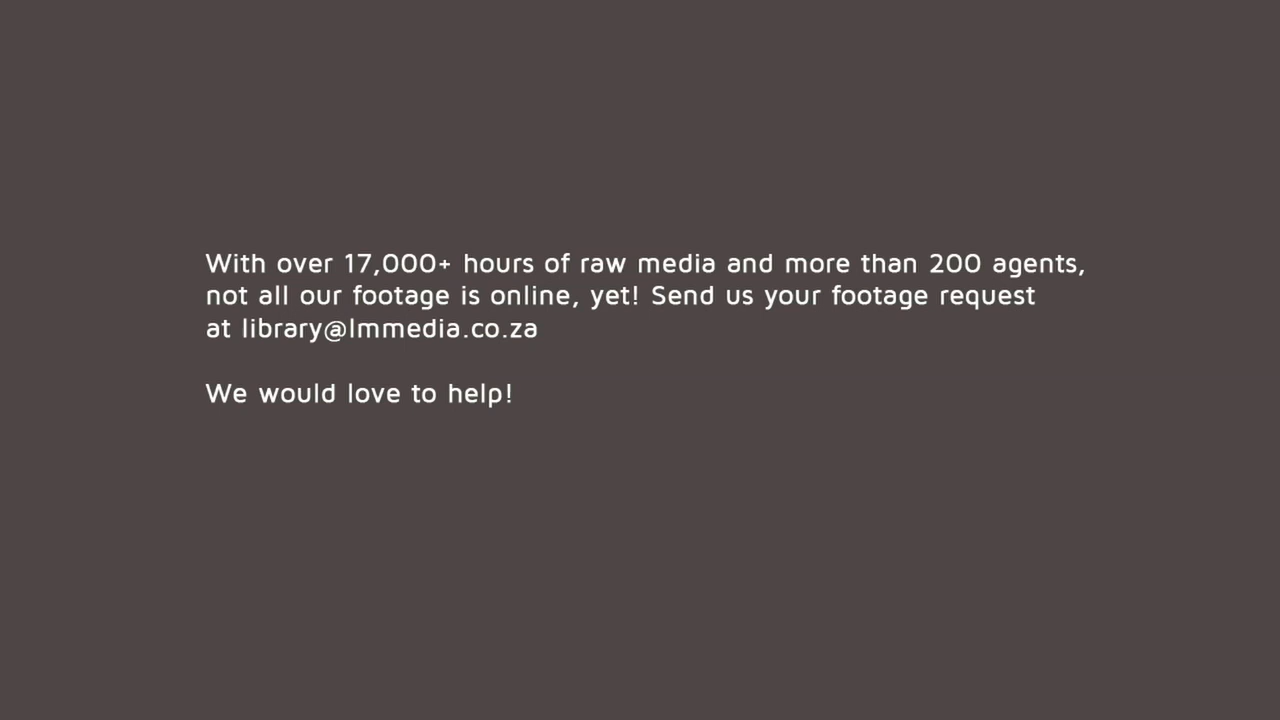 With over 17,000+ hours of raw media and more than 200 agents,
not all our footage is online, yet! Send us your footage request
at library@lmmedia.co.za
We would love to help!